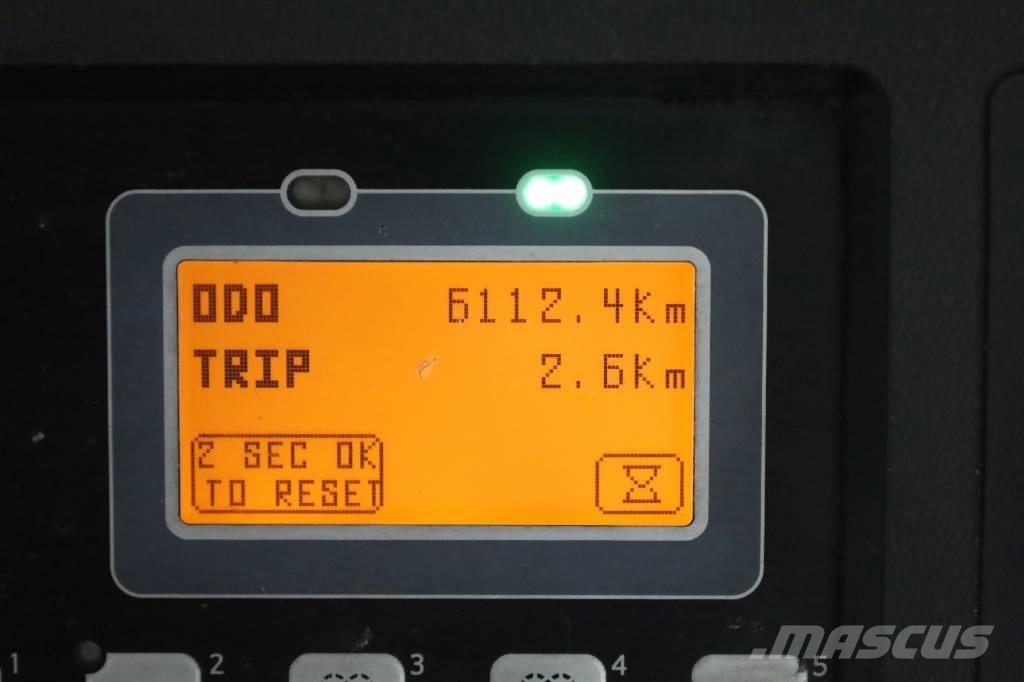 ODO 6112.4Km
TRIP 2.6Km
2 SEC OK
TO RESET
1 2 3 4 5
MASCUS